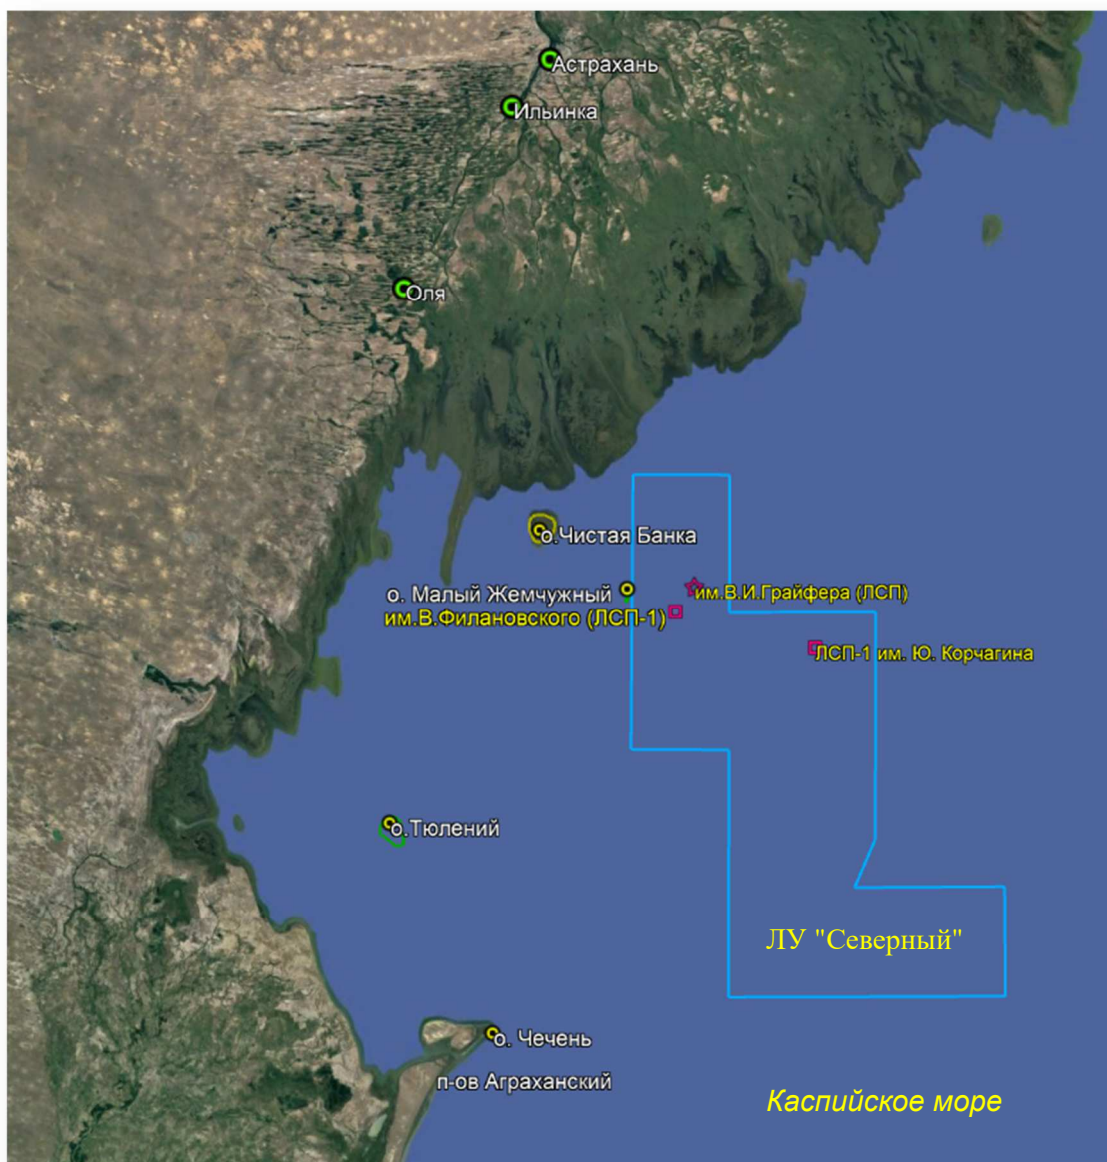 Астрахань
Ильинка
Оля
о.Чистая Банка
о. Малый Жемчужный
им.В.И.Грайфера (ЛСП)
им.В.Филановского (ЛСП-1)
ЛСП-1 им. Ю. Корчагина
о.Тюлений
ЛУ "Северный"
о. Чечень
п-ов Аграханский
Каспийское море